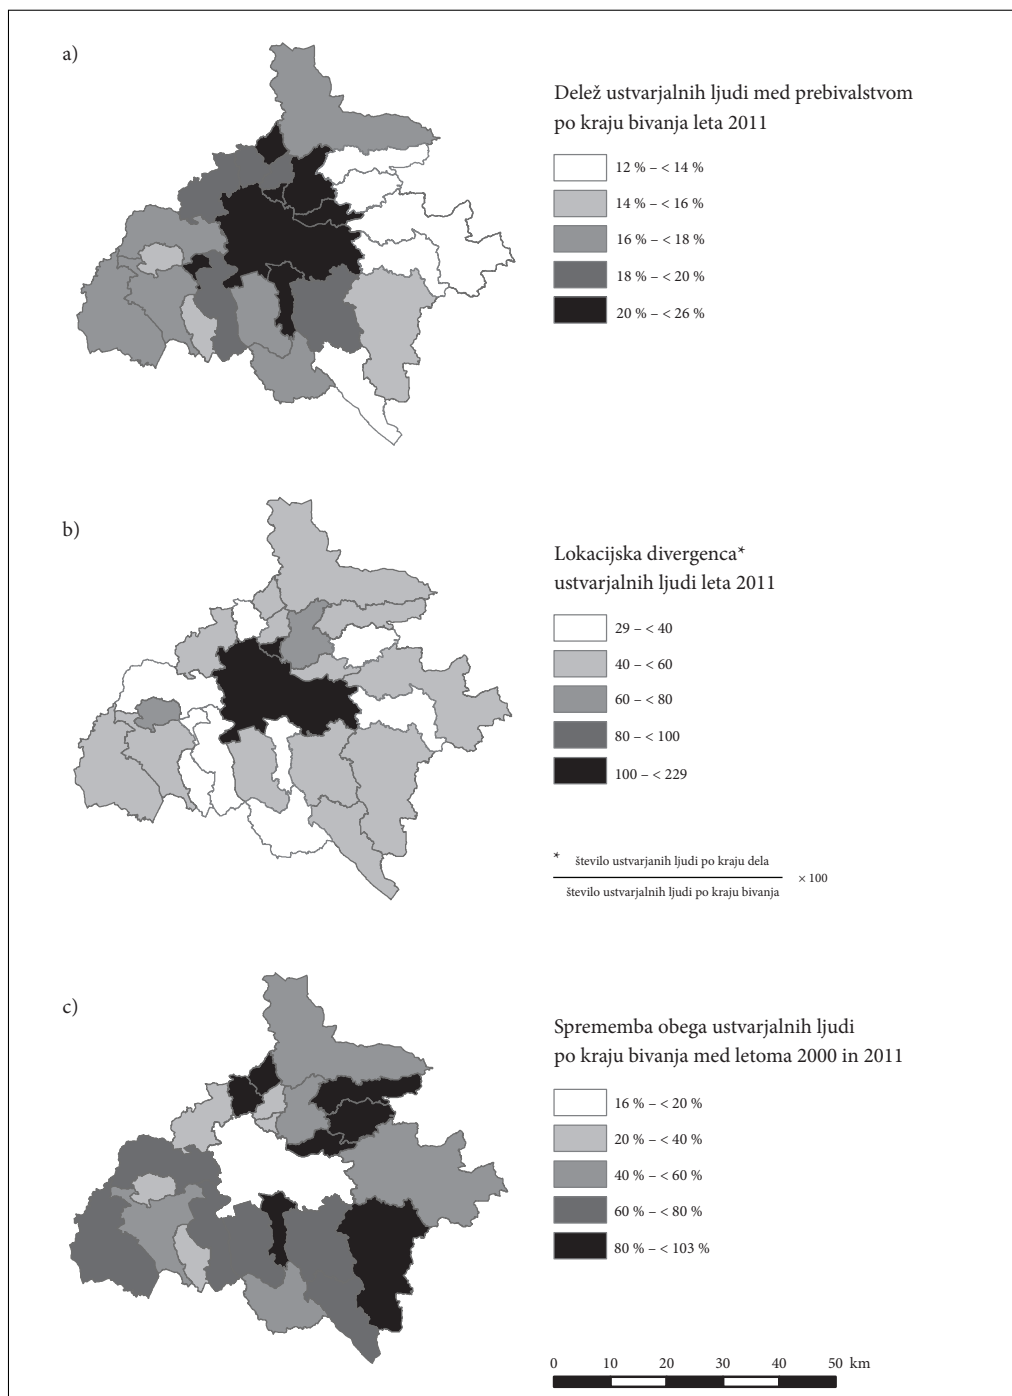 a)
Delež ustvarjalnih ljudi med prebivalstvom
po kraju bivanja leta 2011
12 % – < 14 %
14 % – < 16 %
16 % – < 18 %
18 % – < 20 %
20 % – < 26 %
b)
Lokacijska divergenca*
ustvarjalnih ljudi leta 2011
29 – < 40
40 – < 60
60 – < 80
80 – < 100
100 – < 229
* število ustvarjanih ljudi po kraju dela
število ustvarjalnih ljudi po kraju bivanja
× 100
c)
Sprememba obega ustvarjalnih ljudi
po kraju bivanja med letoma 2000 in 2011
16 % – < 20 %
20 % – < 40 %
40 % – < 60 %
60 % – < 80 %
80 % – < 103 %
0 10 20 30 40 50 km